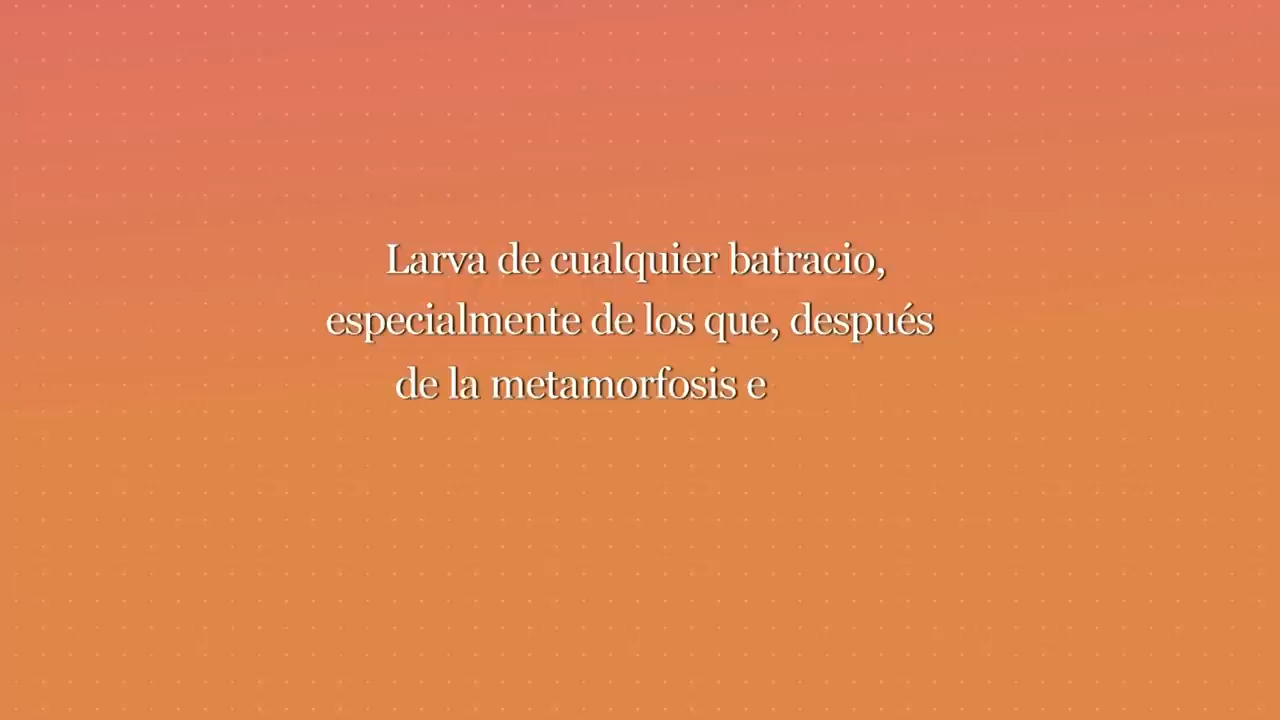 Larva de cualquier batracio,
especialmente de los que, después
de la metamorfosis e